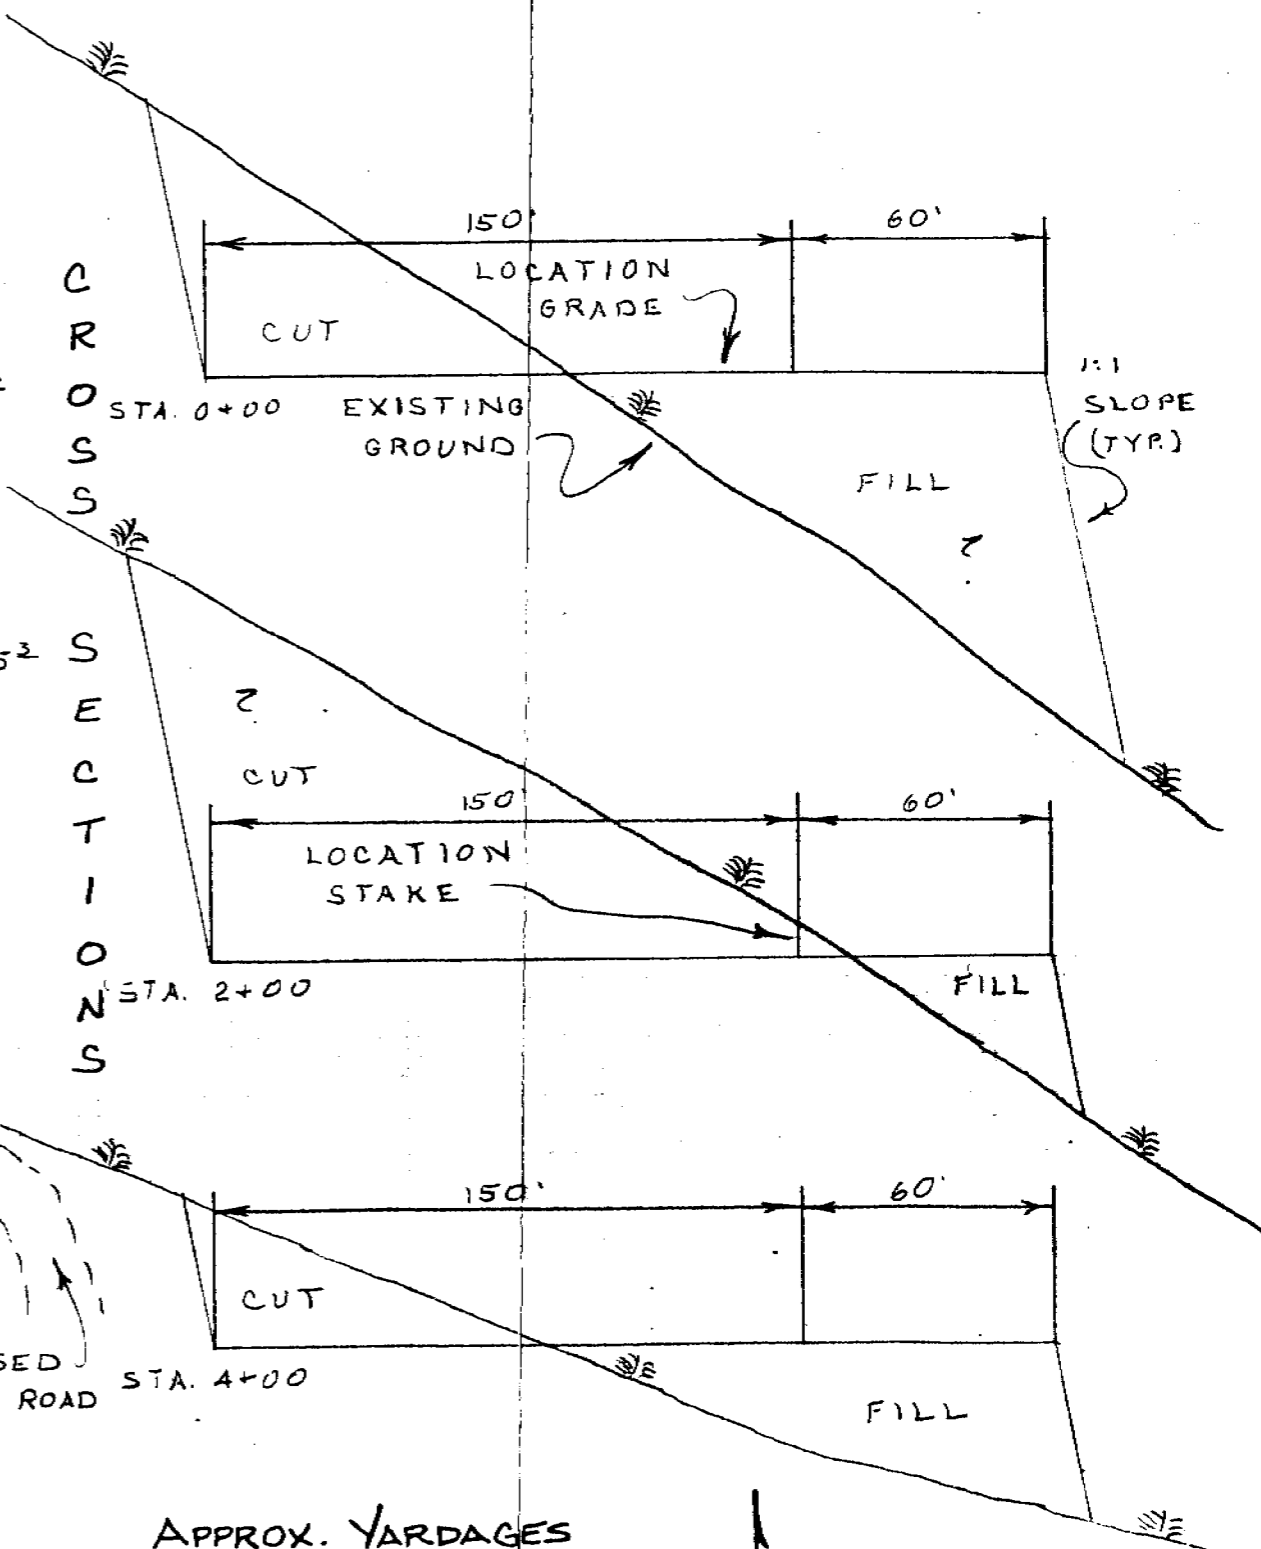 CROSS SECTIONS
150'
60'
LOCATION
GRADE
CUT
STA. 0+00
EXISTING
GROUND
1:1
SLOPE
(TYP.)
FILL
?
?
CUT
150'
60'
LOCATION
STAKE
STA. 2+00
FILL
150'
60'
CUT
ROAD
STA. 4+00
FILL
APPROX. YARDAGES